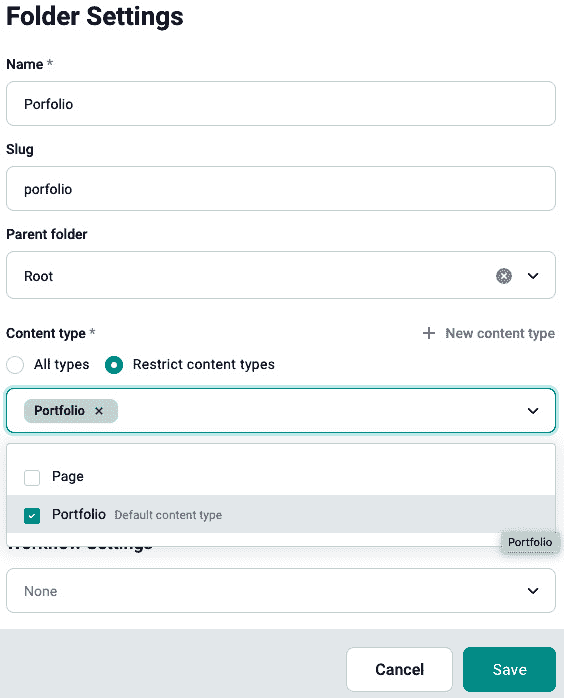 Folder Settings
Name *
Porfolio
Slug
porfolio
Parent folder
Root
Content type *
+ New content type
All types
Restrict content types
Portfolio ×
Page
Portfolio Default content type
Portfolio
Workflow Settings
None
Cancel
Save